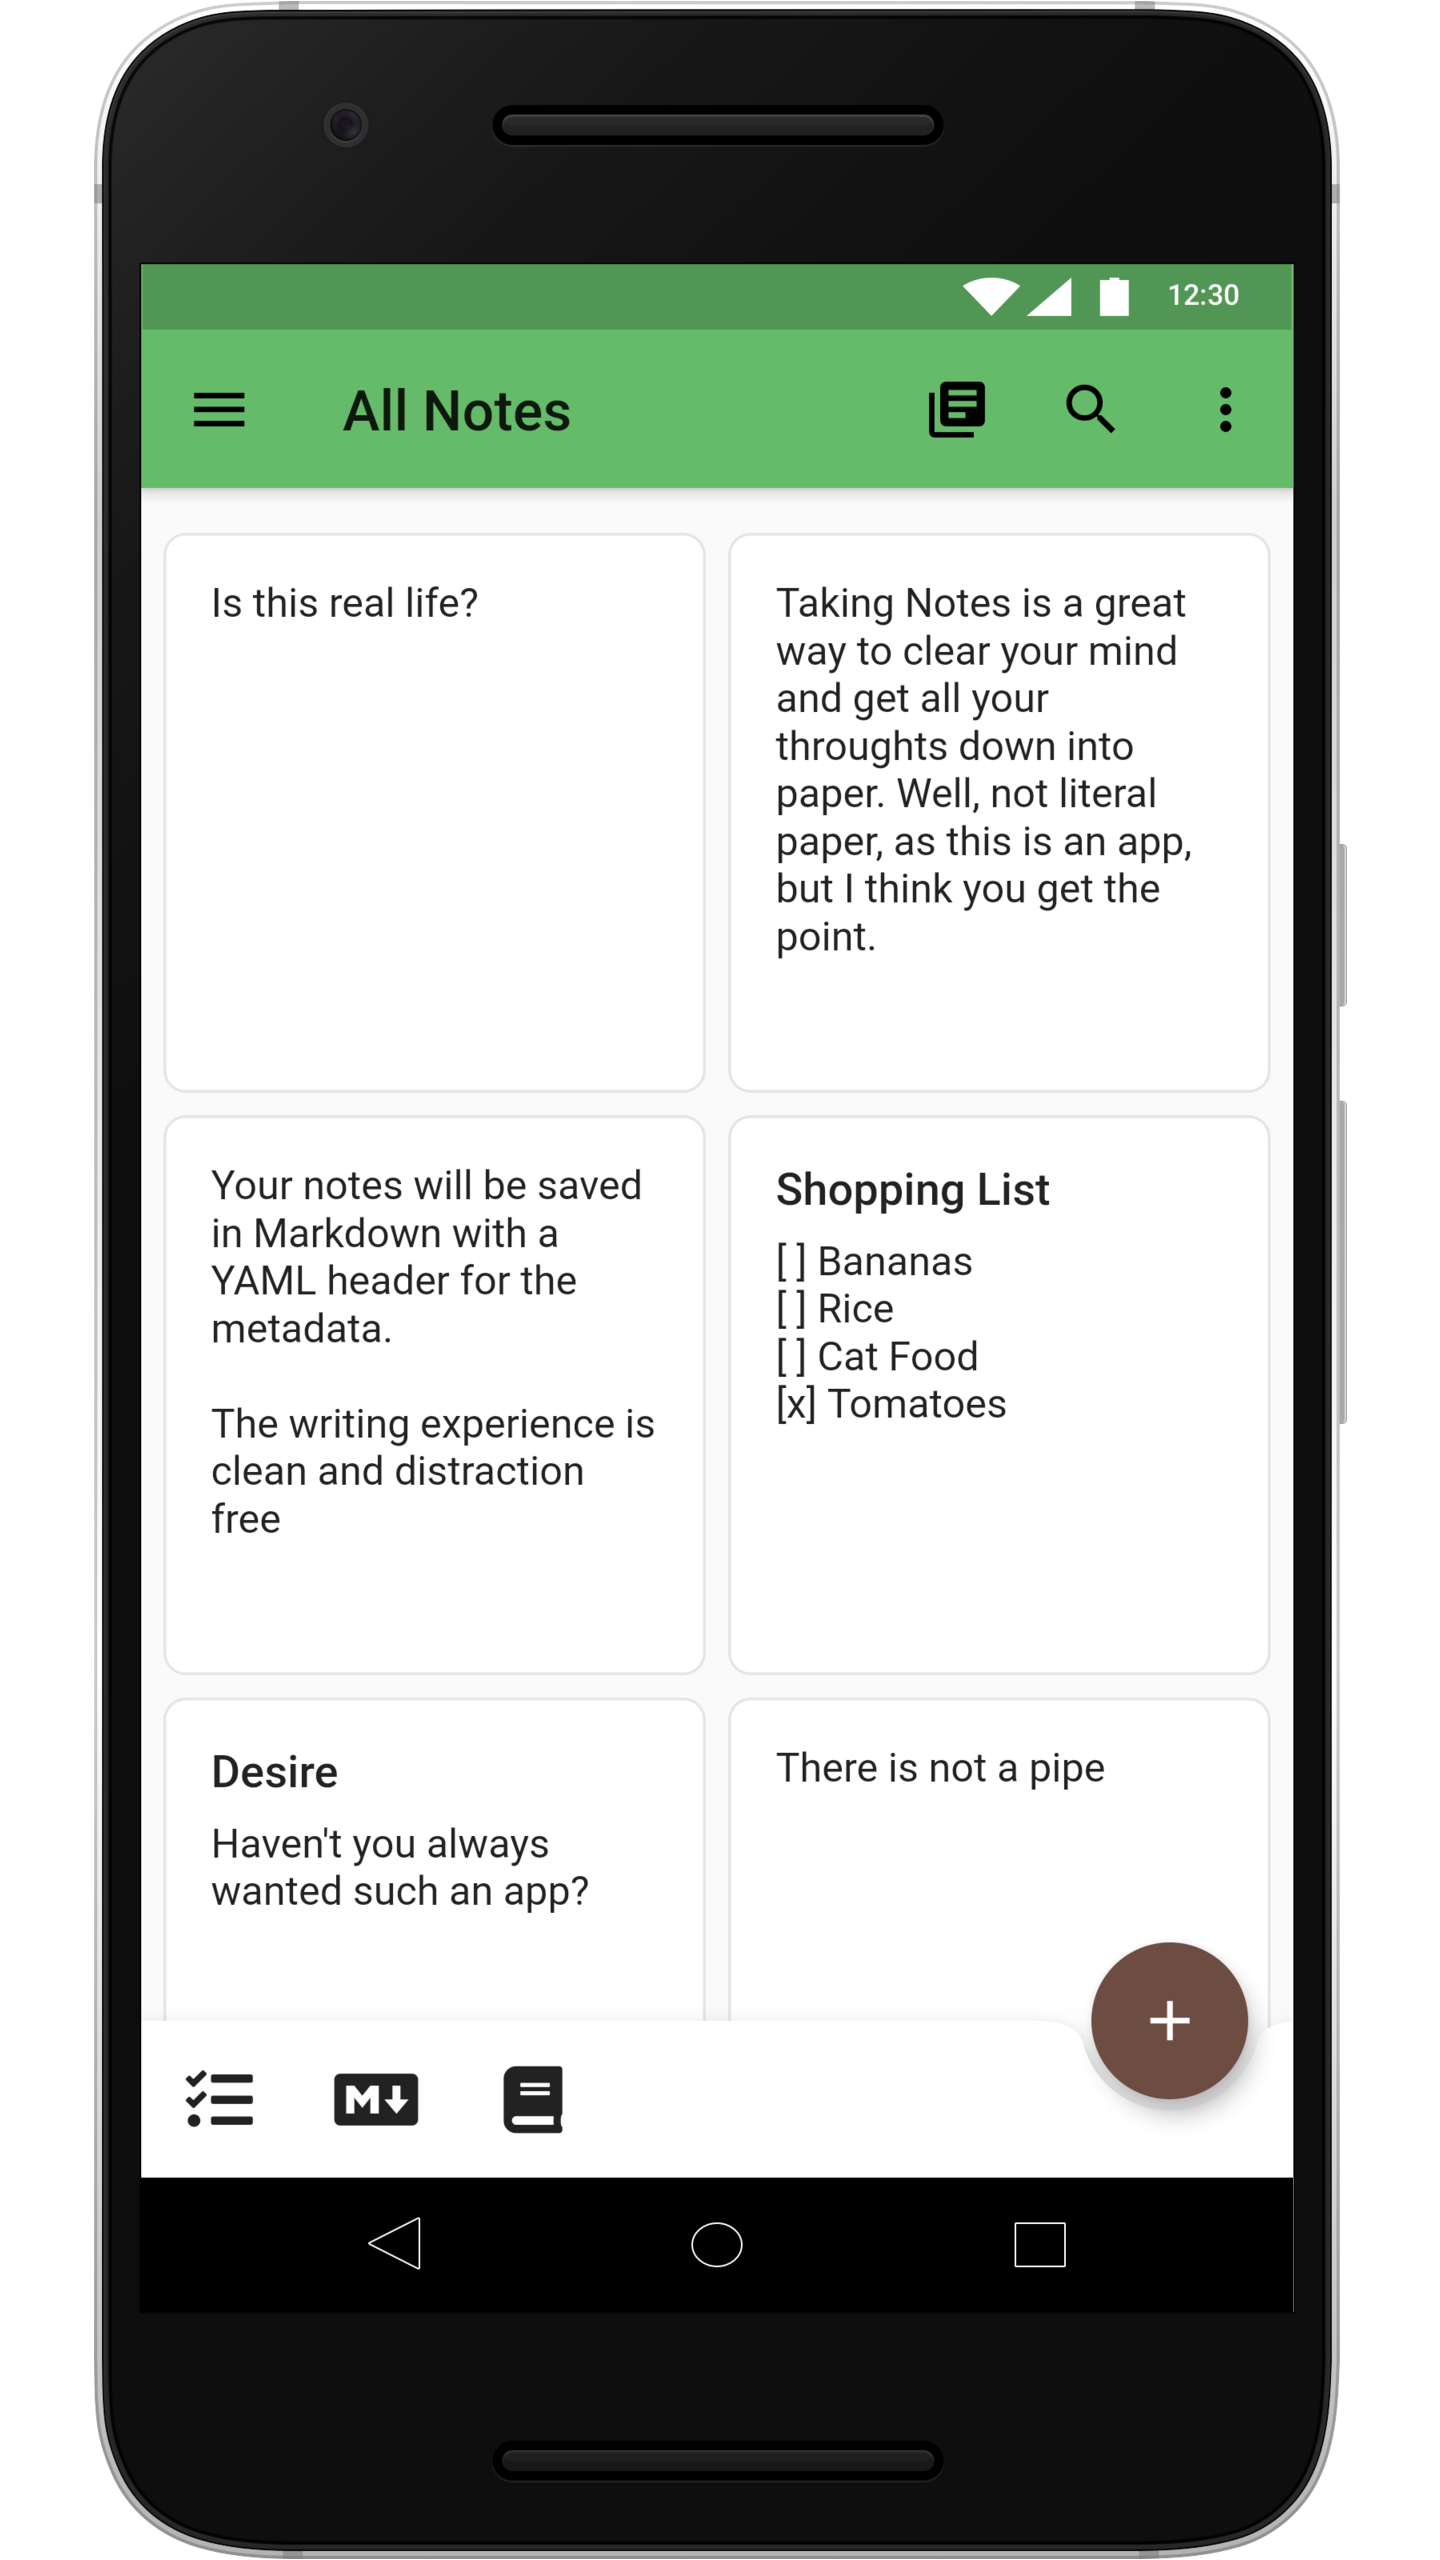 12:30
All Notes
Is this real life?
Taking Notes is a great
way to clear your mind
and get all your
throughts down into
paper. Well, not literal
paper, as this is an app,
but I think you get the
point.
Your notes will be saved
in Markdown with a
YAML header for the
metadata.
The writing experience is
clean and distraction
free
Shopping List
[ ] Bananas
[ ] Rice
[ ] Cat Food
[x] Tomatoes
Desire
Haven't you always
wanted such an app?
There is not a pipe
M